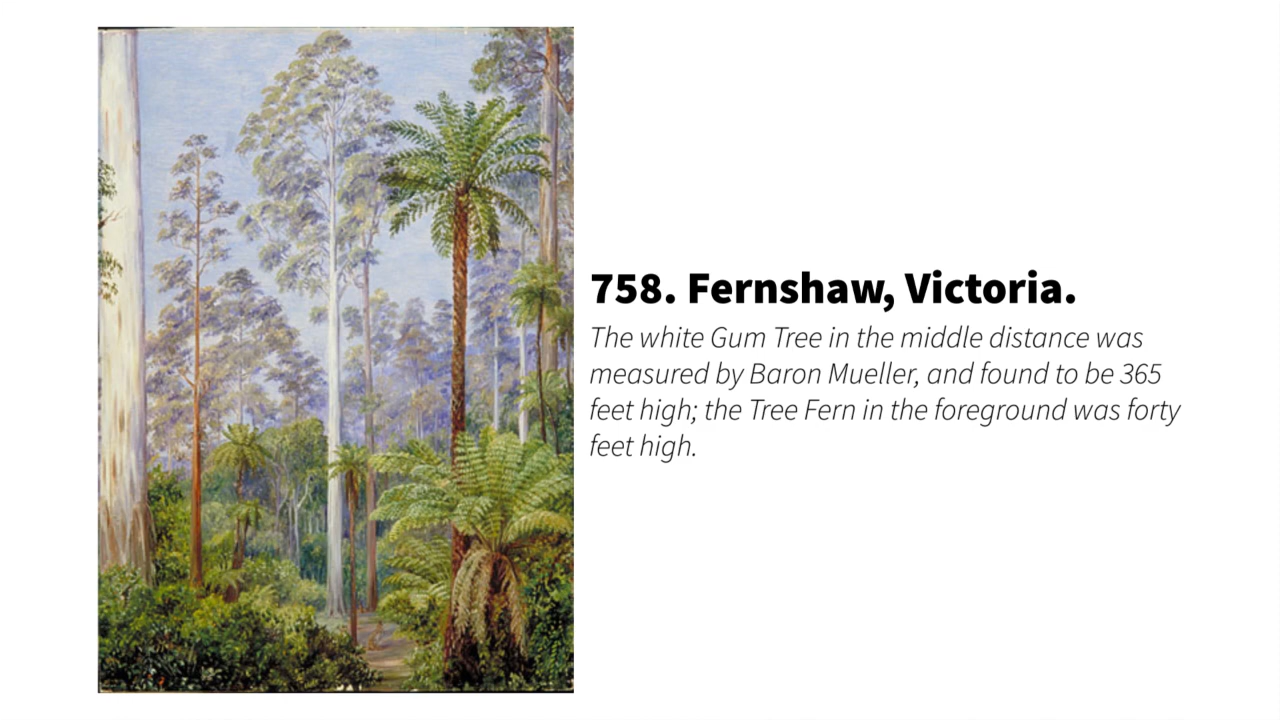 758. Fernshaw, Victoria.
The white Gum Tree in the middle distance was
measured by Baron Mueller, and found to be 365
feet high; the Tree Fern in the foreground was forty
feet high.